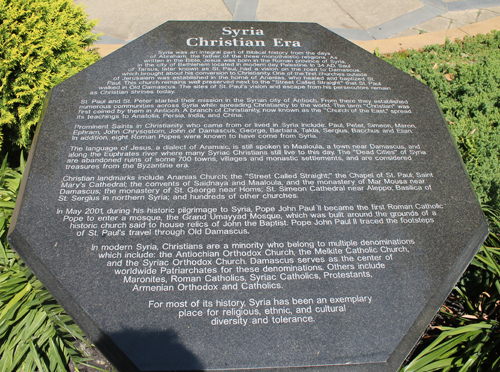 Syria
Christian Era
Syria was an integral part of Biblical history from the days
of Abraham, the father of the three monotheistic religions. As
written in the Bible, Jesus was born in the Roman province of Syria,
in the city of Bethlehem located in modern day Palestine. In 34 AD, Saul
of Tarsus, later known as St. Paul, had a vision on the road to Damascus,
which brought about his conversion to Christianity. One of the first churches outside
of Jerusalem was established in the home of Ananias, who healed and baptized
Paul. This church remains standing and next to the "Street Called Straight" that St. Paul
walked in Old Damascus. The sites of St. Paul's vision and escape from his persecutors remain
as Christian shrines today.
St. Paul and St. Peter started their mission in the Syrian city of Antioch. From there they established
numerous communities across Syria while spreading Christianity to the world. The term "Christian" was
first coined in Antioch. A branch of Christianity, now known as the "Church of the East" spread
its teachings to Anatolia, Persia, India, and China.
Prominent Saints in Christianity who came from or lived in Syria include: Paul, Peter, Simeon, Maron,
Ephraim, John Chrysostom, John of Damascus, George, Barbara, Takla, Sergius, Bacchus and Elian.
In addition, eight Roman Popes were known to have come from Syria.
The language of Jesus, a dialect of Aramaic, is still spoken in Maaloula, a town near Damascus, and
along the Euphrates river where many Syriac Christians still live to this day. The "Dead Cities" of Syria
are abandoned ruins of some 700 towns, villages and monastic settlements, and are considered
treasures from the Byzantine era.
Christian landmarks include Ananias Church; the "Street Called Straight;" the Chapel of St. Paul; Saint
Mary's Cathedral; the convents of Saidnaya and Maaloula, and the monastery of Mar Mousa near
Damascus; the monastery of St. George near Homs; St. Simeon Cathedral near Aleppo; Basilica of
St. Sergius in northern Syria; and hundreds of other churches.
In May 2001, during his historic pilgrimage to Syria, Pope John Paul II became the first Roman Catholic
Pope to enter a mosque, the Grand Umayyad Mosque, which was built around the grounds of a
historic church said to house relics of John the Baptist. Pope John Paul II traced the footsteps
of St. Paul's travel through Old Damascus.
In modern Syria, Christians are a minority who belong to multiple denominations
which include: the Antiochian Orthodox Church, the Melkite Catholic Church,
and the Syriac Orthodox Church. Damascus serves as the center of
worldwide Patriarchates for these denominations. Others include
Maronites, Roman Catholics, Syriac Catholics, Protestants,
Armenian Orthodox and Catholics.
For most of its history, Syria has been an exemplary
place for religious, ethnic, and cultural
diversity and tolerance.